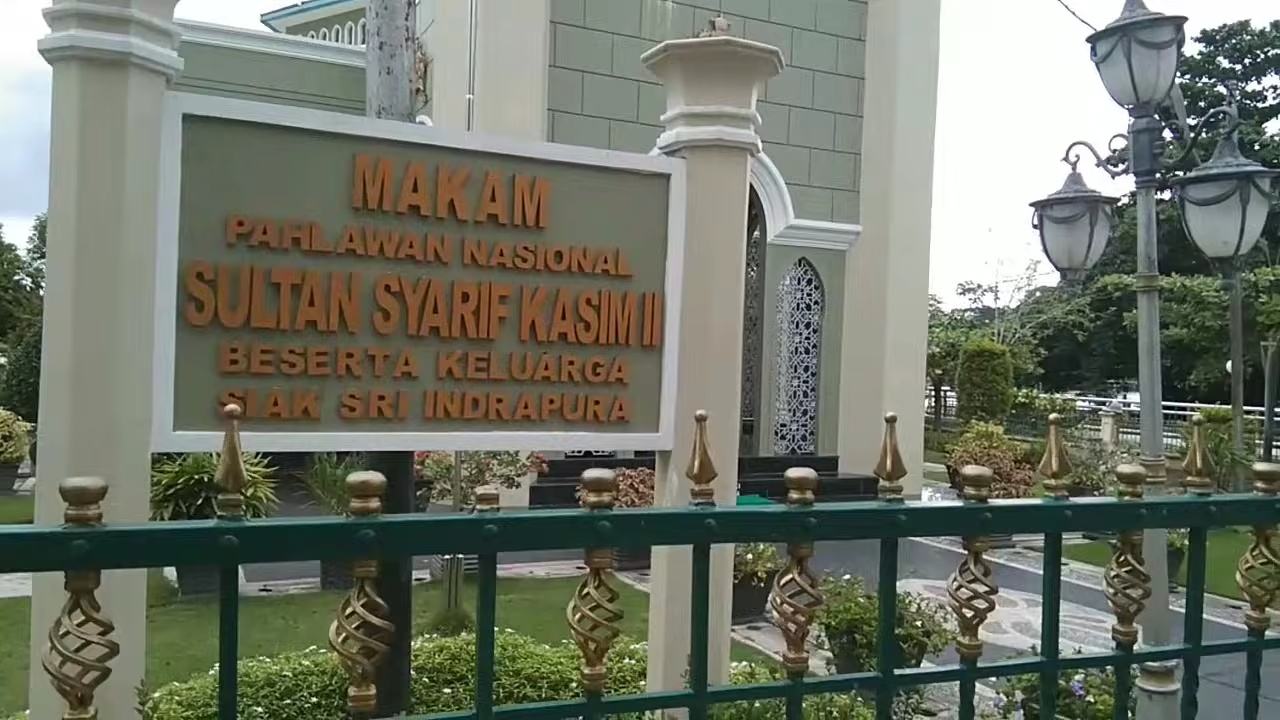 MAKAM
PAHLAWAN NASIONAL
SULTAN SYARIF KASIM II
BESERTA KELUARGA
SIAK SRI INDRAPURA